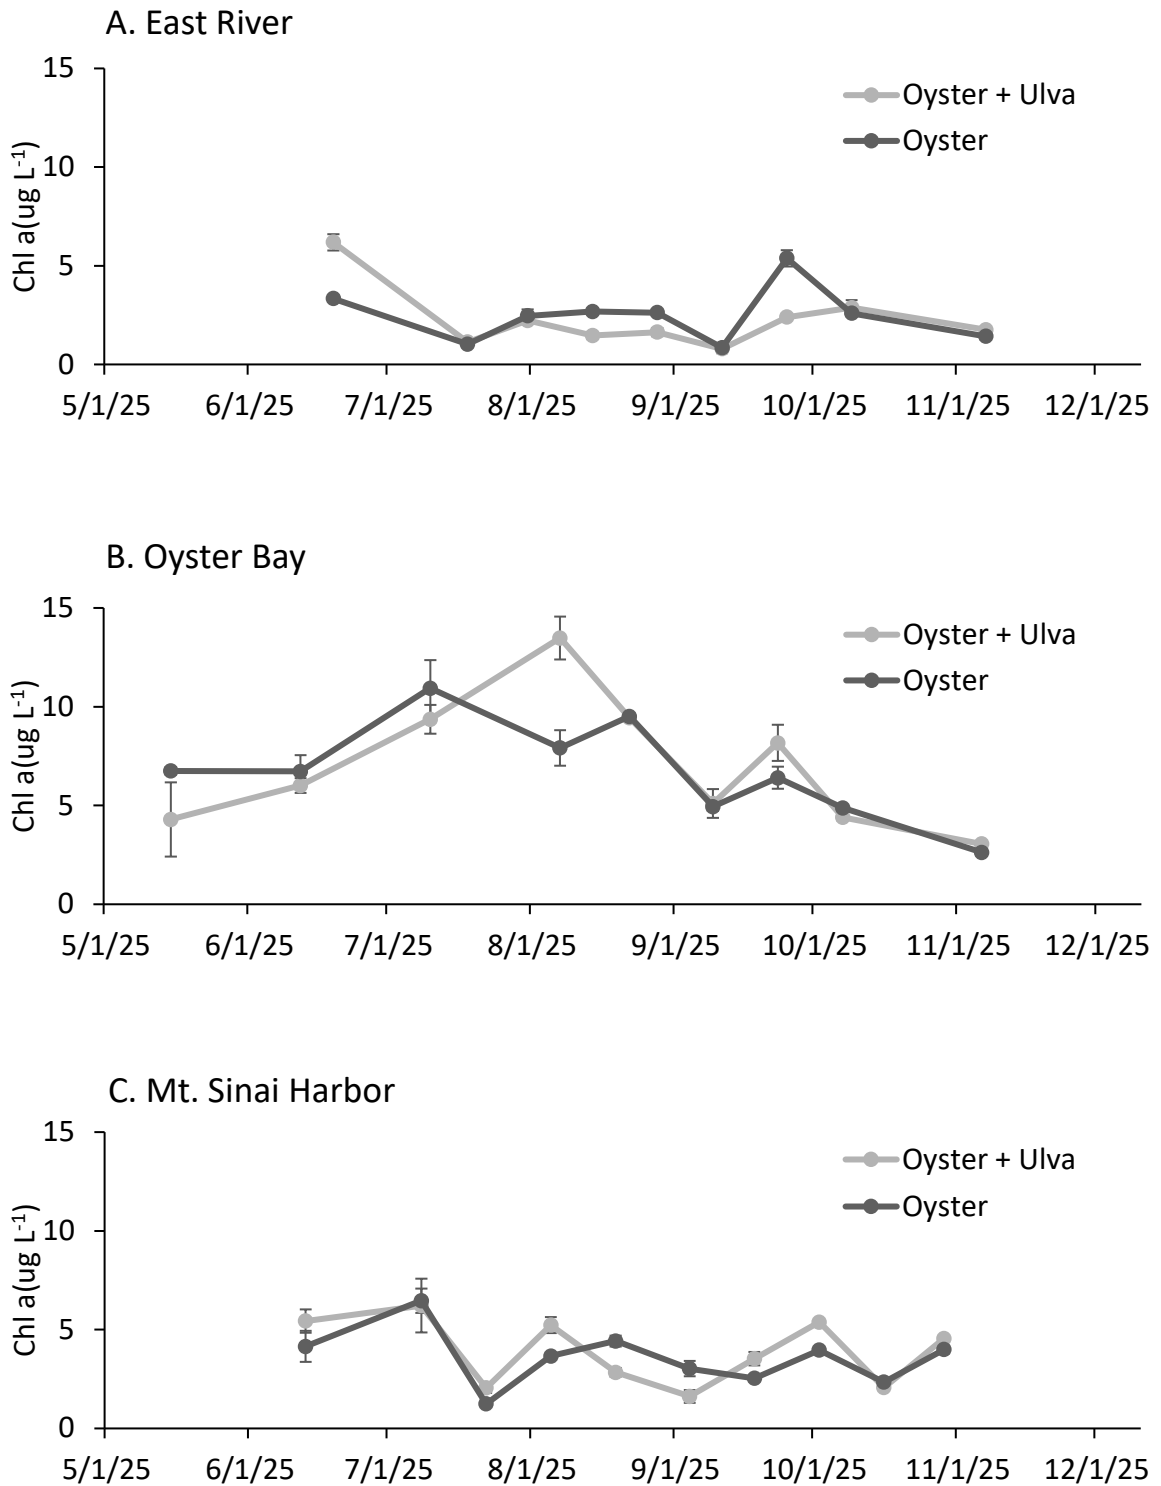 A. East River
15
10
5
0
Chl a(ug L-1)
Oyster + Ulva
Oyster
5/1/25 6/1/25 7/1/25 8/1/25 9/1/25 10/1/25 11/1/25 12/1/25
B. Oyster Bay
15
10
5
0
Chl a(ug L-1)
Oyster + Ulva
Oyster
5/1/25 6/1/25 7/1/25 8/1/25 9/1/25 10/1/25 11/1/25 12/1/25
C. Mt. Sinai Harbor
15
10
5
0
Chl a(ug L-1)
Oyster + Ulva
Oyster
5/1/25 6/1/25 7/1/25 8/1/25 9/1/25 10/1/25 11/1/25 12/1/25